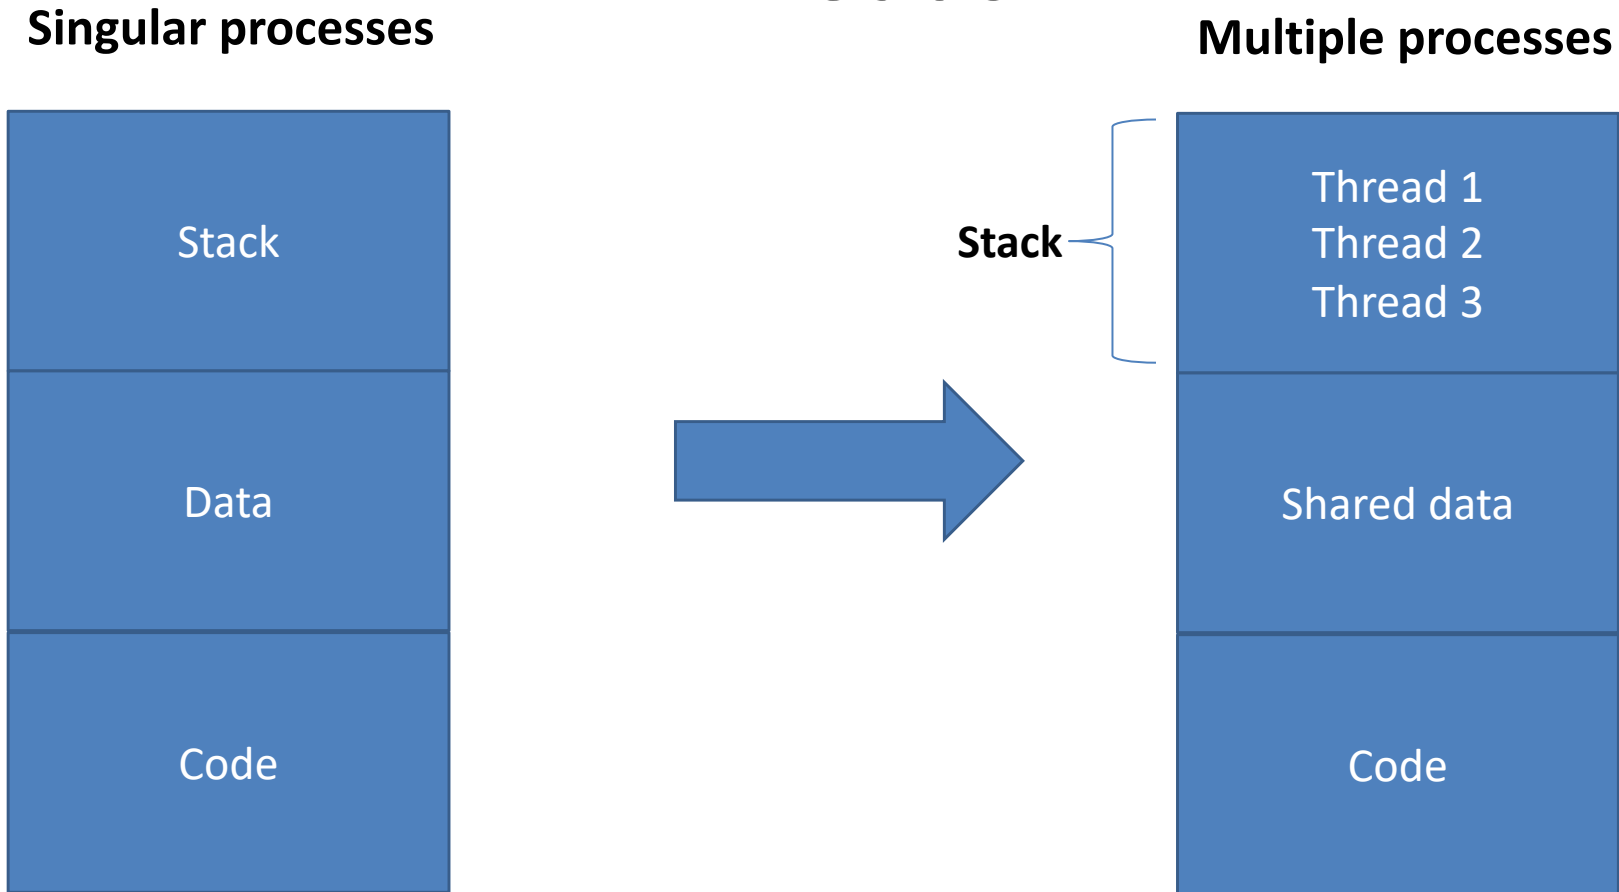 Singular processes
Multiple processes
Stack
Data
Code
Stack
Thread 1
Thread 2
Thread 3
Shared data
Code